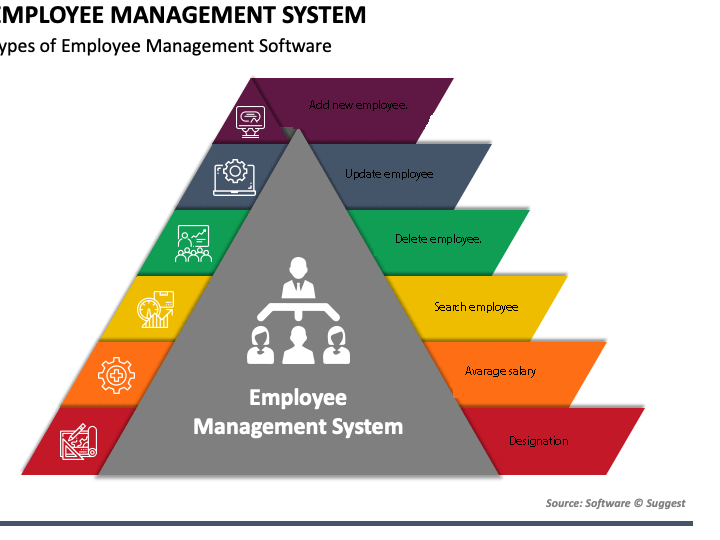 EMPLOYEE MANAGEMENT SYSTEM
ypes of Employee Management Software
Add new employee.
Update employee
Delete employee.
Search employee
Avarage salary
Designation
Employee
Management System
Source: Software © Suggest